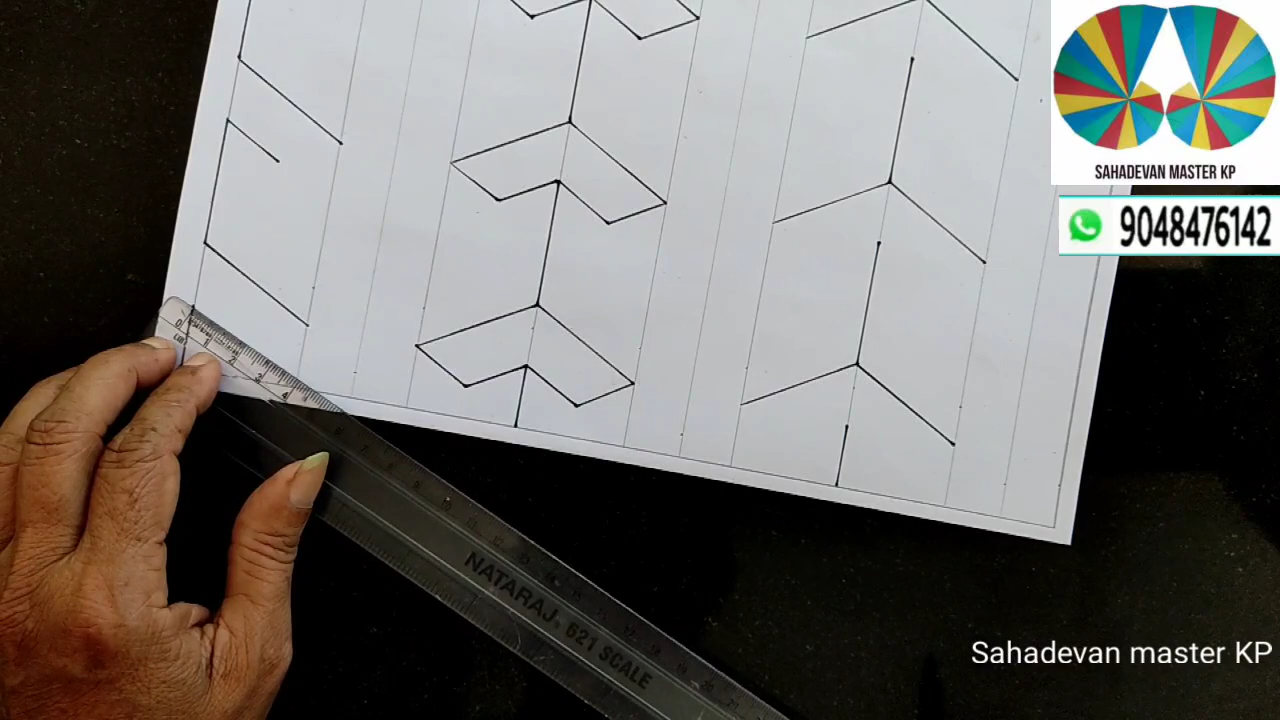 SAHADEVAN MASTER KP
9048476142
NATARAJ 621 SCALE
Sahadevan master KP